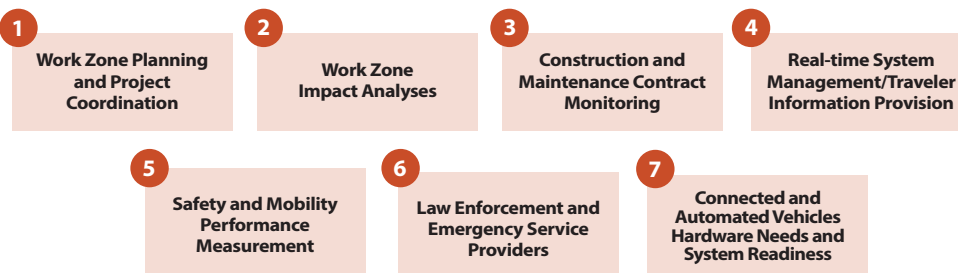 1
Work Zone Planning
and Project
Coordination
2
Work Zone
Impact Analyses
3
Construction and
Maintenance Contract
Monitoring
4
Real-time System
Management/Traveler
Information Provision
5
Safety and Mobility
Performance
Measurement
6
Law Enforcement and
Emergency Service
Providers
7
Connected and
Automated Vehicles
Hardware Needs and
System Readiness